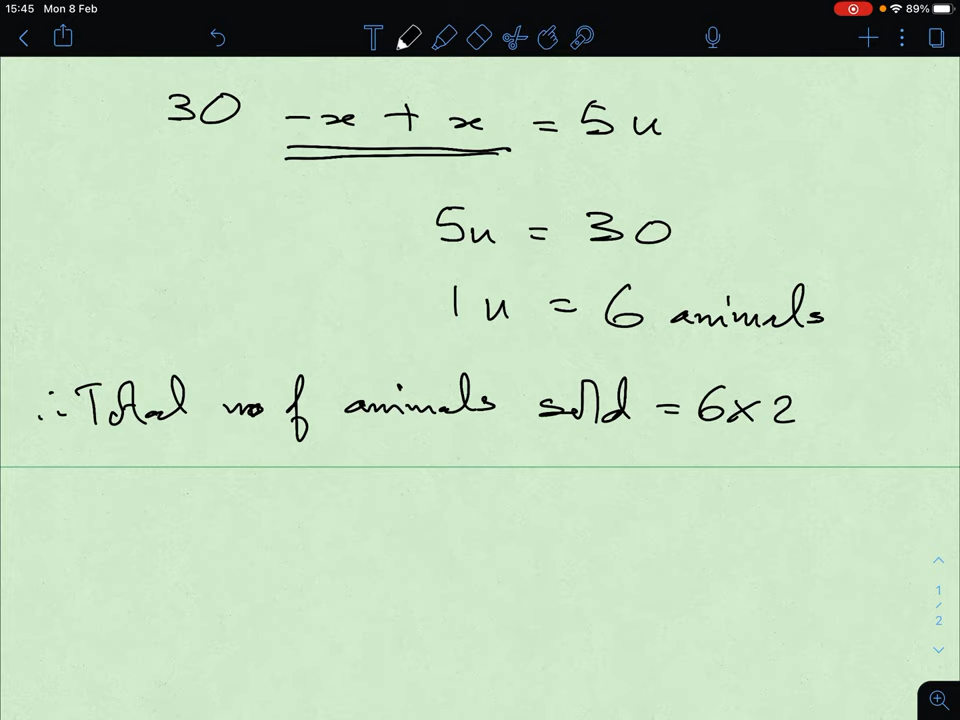 15:45 Mon 8 Feb 89%
T
30 -x + x = 5u
5u = 30
1u = 6 animals
∴ Total no of animals sold = 6x2
1
/
2